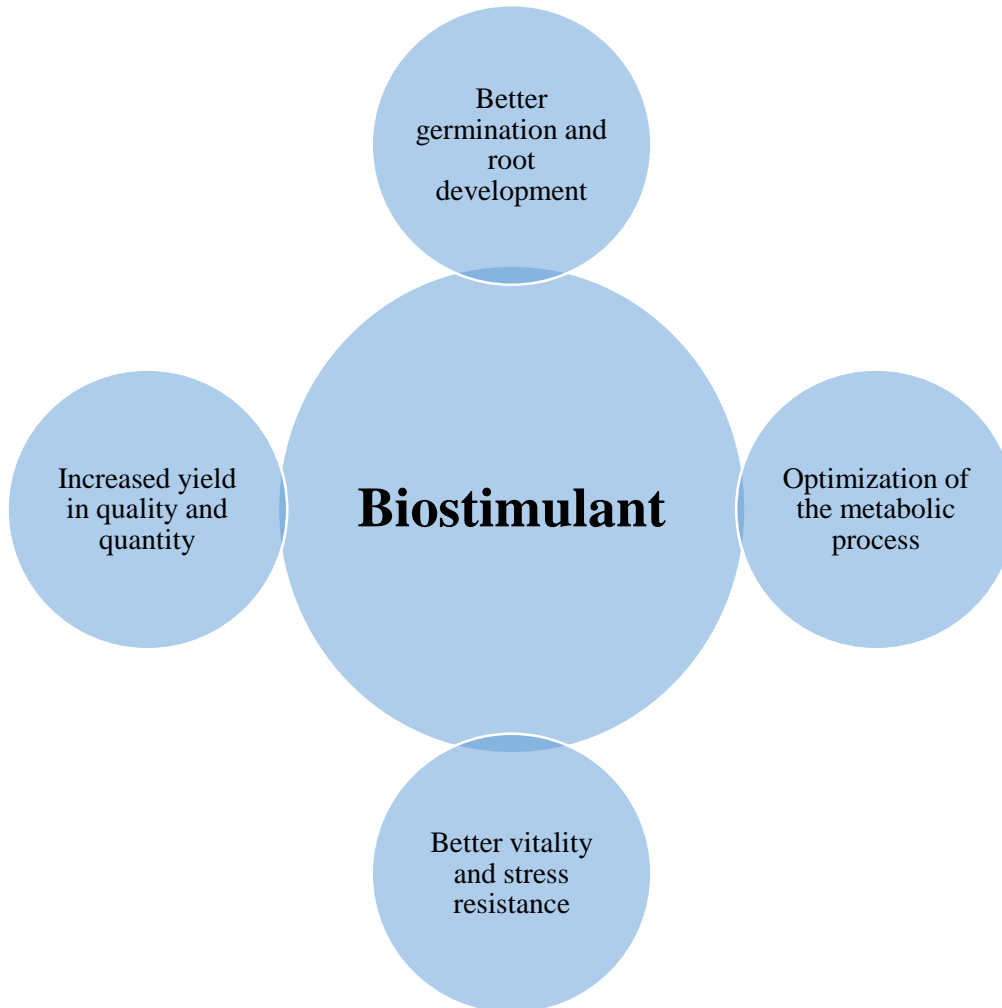 Better
germination and
root
development
Increased yield
in quality and
quantity
Biostimulant
Optimization of
the metabolic
process
Better vitality
and stress
resistance